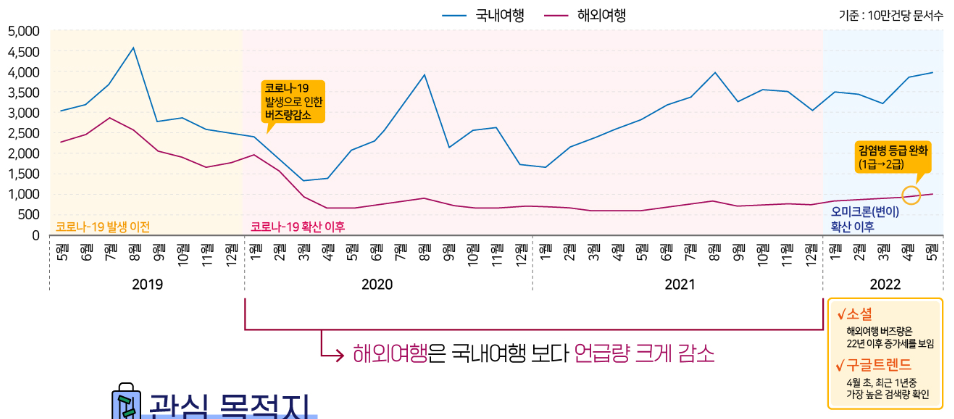 국내여행 해외여행
기준 : 10만건당 문서수
5,000
4,500
4,000
3,500
3,000
2,500
2,000
1,500
1,000
500
0
코로나-19
발생으로 인한
버즈량감소
감염병 등급 완화
(1급→2급)
코로나-19 발생 이전
코로나-19 확산 이후
오미크론(변이)
확산 이후
5월 6월 7월 8월 9월 10월 11월 12월 1월 2월 3월 4월 5월 6월 7월 8월 9월 10월 11월 12월 1월 2월 3월 4월 5월 6월 7월 8월 9월 10월 11월 12월 1월 2월 3월 4월 5월
2019 2020 2021 2022
해외여행은 국내여행 보다 언급량 크게 감소
✓소셜
해외여행 버즈량은
22년 이후 증가세를 보임
✓구글트렌드
4월 초, 최근 1년중
가장 높은 검색량 확인
관심 목적지